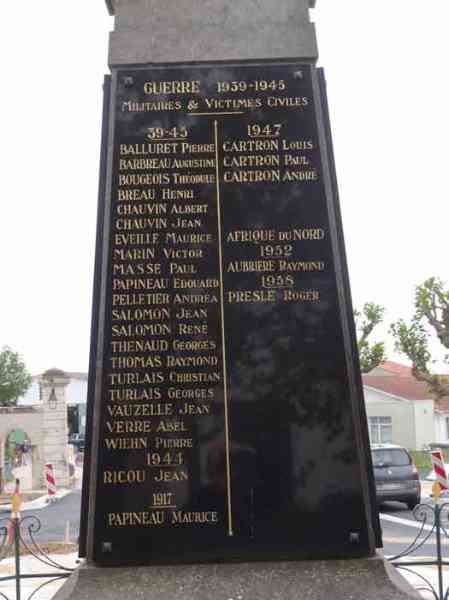 GUERRE 1939-1945
MILITAIRES & VICTIMES CIVILES
39-45
BALLURET PIERRE
BARBREAU AUGUSTINE
BOUGEOIS THÉODULE
BREAU HENRI
CHAUVIN ALBERT
CHAUVIN JEAN
EVEILLE MAURICE
MARIN VICTOR
MASSE PAUL
PAPINEAU EDOUARD
PELLETIER ANDREA
SALOMON JEAN
SALOMON RENÉ
THENAUD GEORGES
THOMAS RAYMOND
TURLAIS CHRISTIAN
TURLAIS GEORGES
VAUZELLE JEAN
VERRE ABEL
WIEHN PIERRE
1944
RICOU JEAN
1917
PAPINEAU MAURICE
1947
CARTRON LOUIS
CARTRON PAUL
CARTRON ANDRÉ
AFRIQUE DU NORD
1952
AUBRIERE RAYMOND
1958
PRESLE ROGER